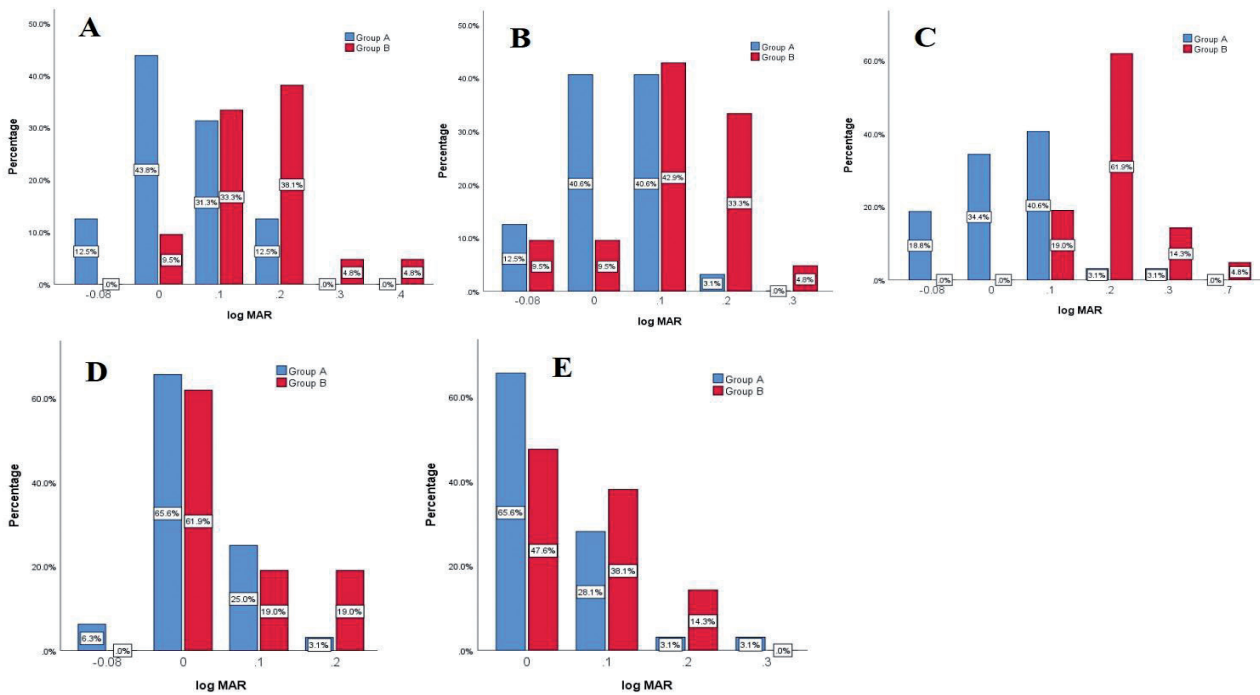 A
Group A
Group B
50.0%
40.0%
30.0%
20.0%
10.0%
.0%
Percentage
12.5%
.0%
43.8%
9.5%
31.3%
33.3%
12.5%
38.1%
.0%
4.8%
.0%
4.8%
-0.08 0 .1 .2 .3 .4
log MAR
B
Group A
Group B
50.0%
40.0%
30.0%
20.0%
10.0%
.0%
Percentage
12.5%
9.5%
40.6%
9.5%
40.6%
42.9%
3.1%
33.3%
.0%
4.8%
-0.08 0 .1 .2 .3
log MAR
C
Group A
Group B
60.0%
40.0%
20.0%
.0%
Percentage
18.8%
.0%
34.4%
.0%
40.6%
19.0%
3.1%
61.9%
3.1%
14.3%
.0%
4.8%
-0.08 0 .1 .2 .3 .7
log MAR
D
Group A
Group B
60.0%
40.0%
20.0%
.0%
Percentage
6.3%
.0%
65.6%
61.9%
25.0%
19.0%
3.1%
19.0%
-0.08 0 .1 .2
log MAR
E
Group A
Group B
60.0%
40.0%
20.0%
.0%
Percentage
65.6%
47.6%
28.1%
38.1%
3.1%
14.3%
3.1%
.0%
0 .1 .2 .3
log MAR